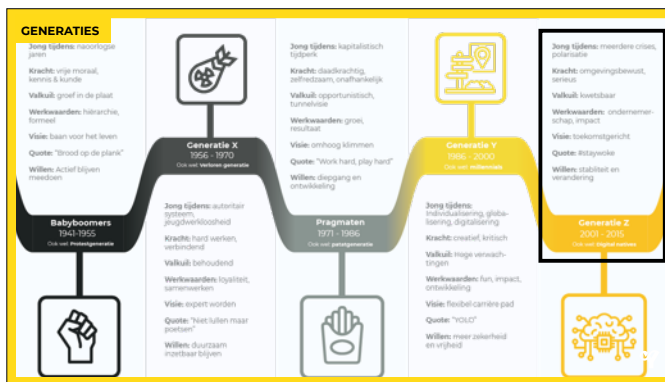 GENERATIES
Jong tijdens: naoorlogse
jaren
Kracht: vrije moraal,
kennis & kunde
Valkuil: groef in de plaat
Werkwaarden: hiërarchie,
formeel
Visie: baan voor het leven
Quote: "Brood op de plank"
Willen: Actief blijven
meedoen
Babyboomers
1941-1955
Ook wel: Protestgeneratie
Generatie X
1956 - 1970
Ook wel: Verloren generatie
Jong tijdens: autoritair
systeem,
jeugdwerkloosheid
Kracht: hard werken,
verbindend
Valkuil: behoudend
Werkwaarden: loyaliteit,
samenwerken
Visie: expert worden
Quote: "Niet lullen maar
poetsen"
Willen: duurzaam
inzetbaar blijven
Jong tijdens: kapitalistisch
tijdperk
Kracht: daadkrachtig,
zelfredzaam, onafhankelijk
Valkuil: opportunistisch,
tunnelvisie
Werkwaarden: groei,
resultaat
Visie: omhoog klimmen
Quote: "Work hard, play hard"
Willen: diepgang en
ontwikkeling
Pragmaten
1971 - 1986
Ook wel: patatgeneratie
Generatie Y
1986 - 2000
Ook wel: millennials
Jong tijdens:
Individualisering, globa-
lisering, digitalisering
Kracht: creatief, kritisch
Valkuil: Hoge verwach-
tingen
Werkwaarden: fun, impact,
ontwikkeling
Visie: flexibel carrière pad
Quote: "YOLO"
Willen: meer zekerheid
en vrijheid
Jong tijdens: meerdere crises,
polarisatie
Kracht: omgevingsbewust,
serieus
Valkuil: kwetsbaar
Werkwaarden: ondernemer-
schap, impact
Visie: toekomstgericht
Quote: #staywoke
Willen: stabiliteit en
verandering
Generatie Z
2001 - 2015
Ook wel: Digital natives